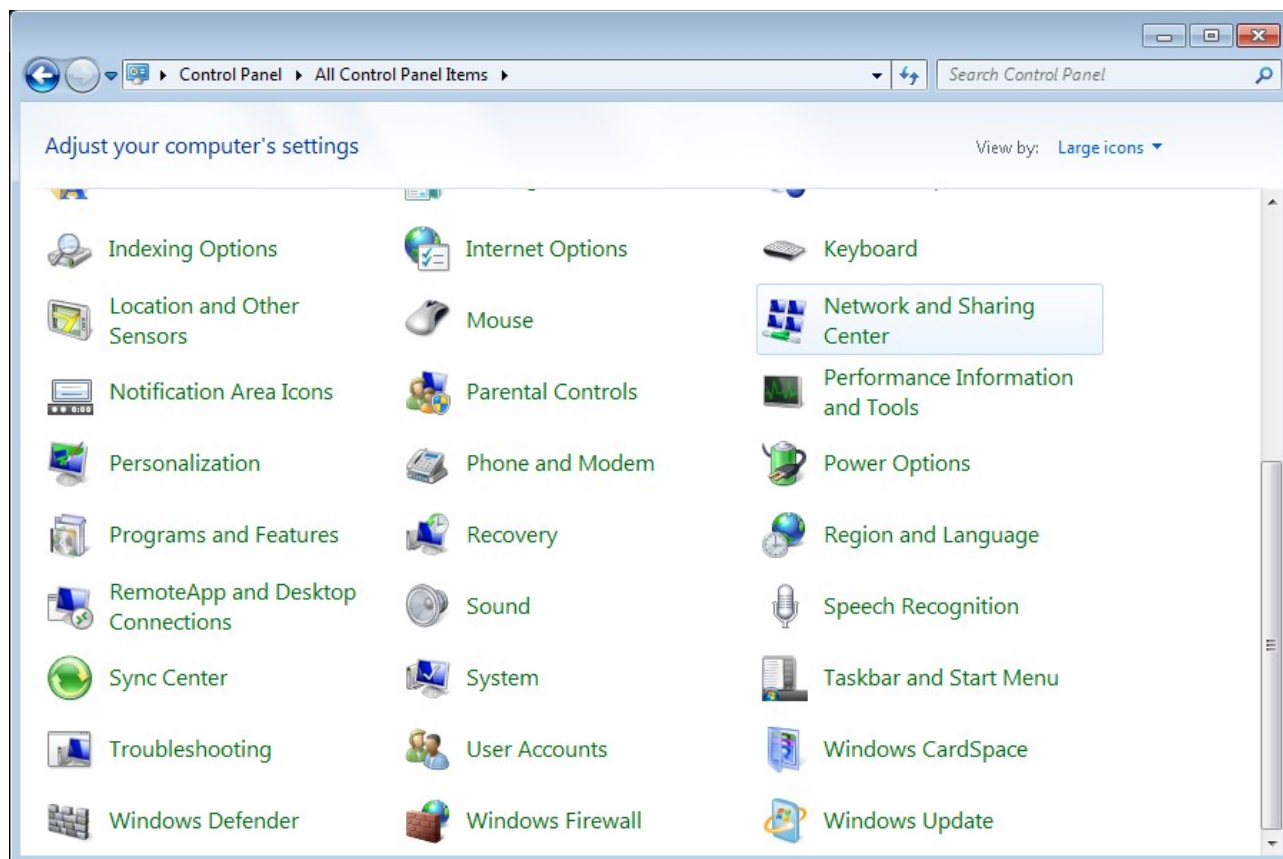 Control Panel
All Control Panel Items
Search Control Panel
Adjust your computer's settings
View by:
Large icons
Indexing Options
Internet Options
Keyboard
Location and Other
Sensors
Mouse
Network and Sharing
Center
Notification Area Icons
Parental Controls
Performance Information
and Tools
Personalization
Phone and Modem
Power Options
Programs and Features
Recovery
Region and Language
RemoteApp and Desktop
Connections
Sound
Speech Recognition
Sync Center
System
Taskbar and Start Menu
Troubleshooting
User Accounts
Windows CardSpace
Windows Defender
Windows Firewall
Windows Update